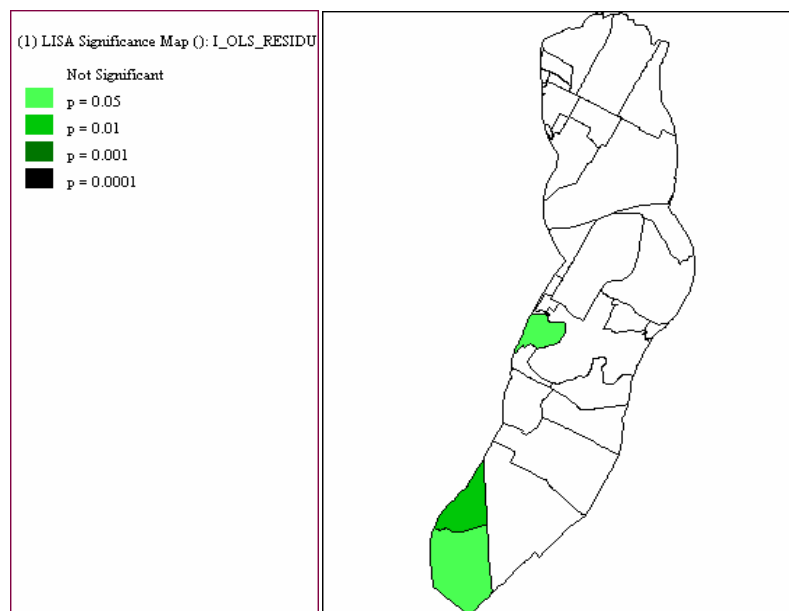 (1) LISA Significance Map (): I_OLS_RESIDU
Not Significant
p = 0.05
p = 0.01
p = 0.001
p = 0.0001